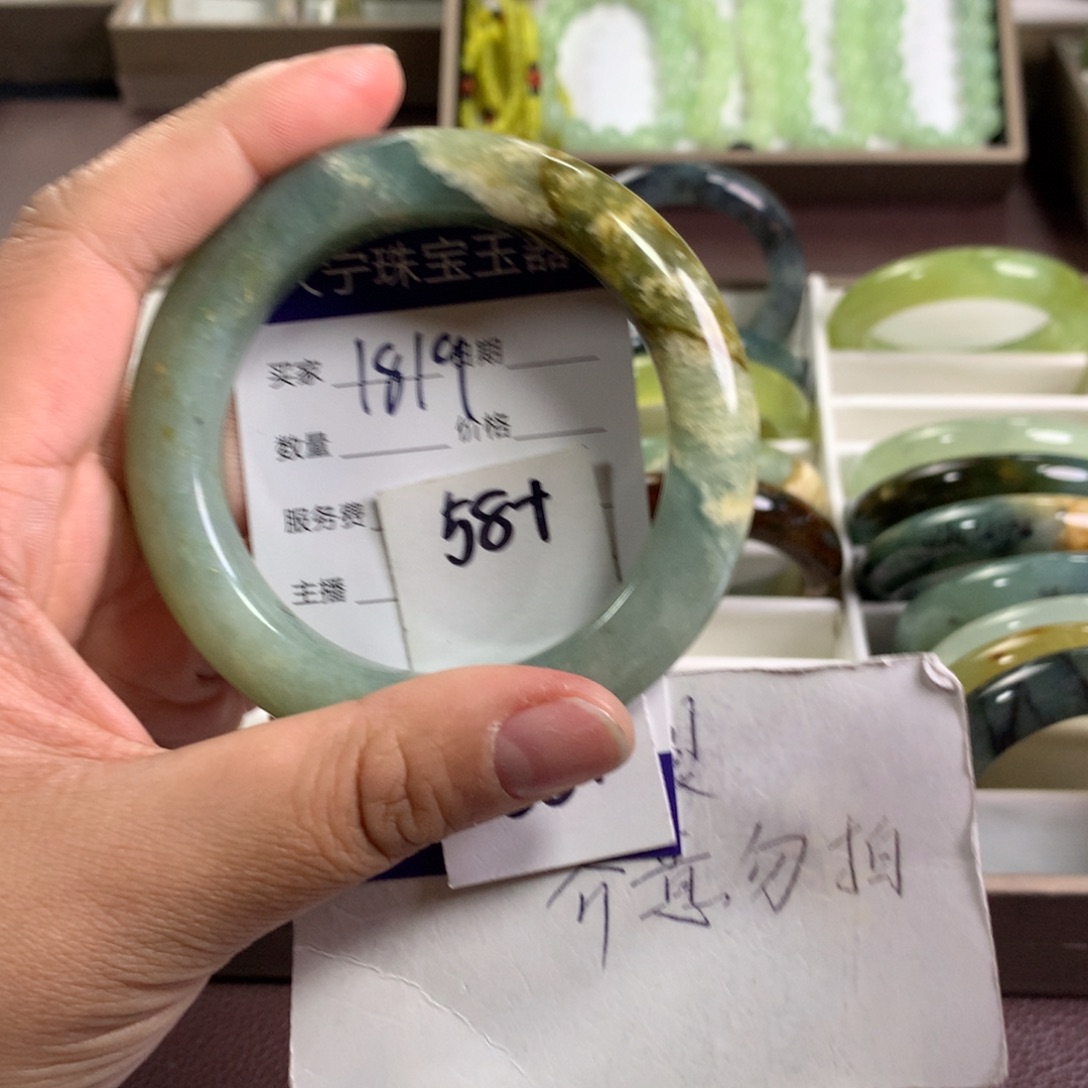 宁珠宝玉器
买家 1819 期
数量 价格
服务费
主播
58+
介意勿拍